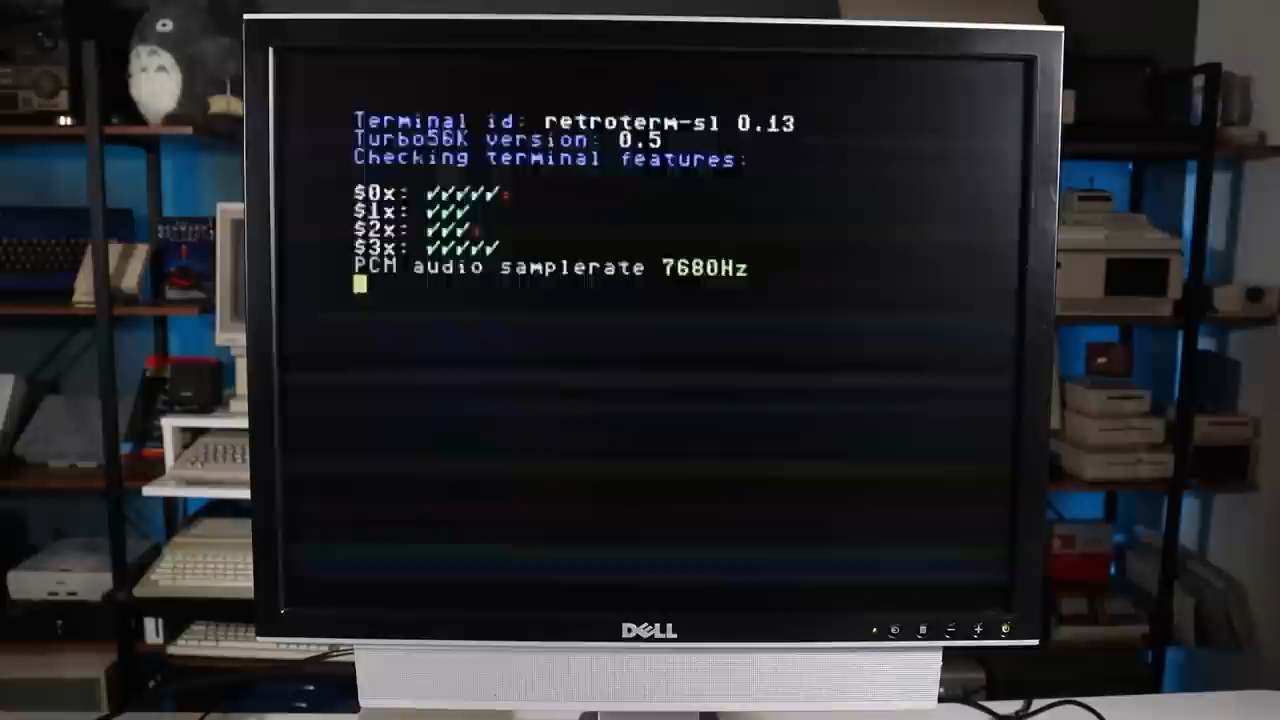 Terminal id: retroterm-sl 0.13
Turbo56K version: 0.5
Checking terminal features:
$0x: ✓✓✓✓✓.
$1x: ✓✓✓
$2x: ✓✓✓.
$3x: ✓✓✓✓✓
PCM audio samplerate 7680Hz
DELL